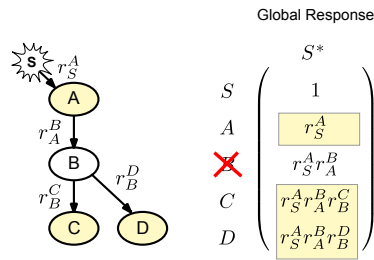 Global Response
S*
S r_S^A
A
r_A^B
B
r_B^C r_B^D
C D
S 1
A r_S^A
B r_S^A r_A^B
C r_S^A r_A^B r_B^C
D r_S^A r_A^B r_B^D